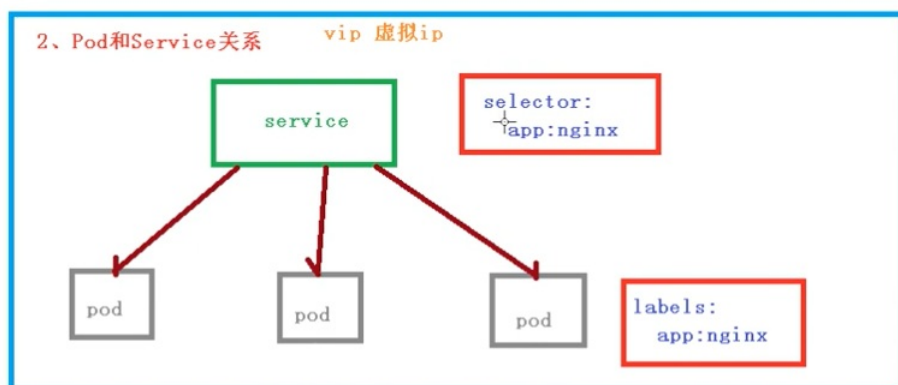 2、Pod和Service关系
vip 虚拟ip
service
selector:
app:nginx
pod
pod
pod
labels:
app:nginx